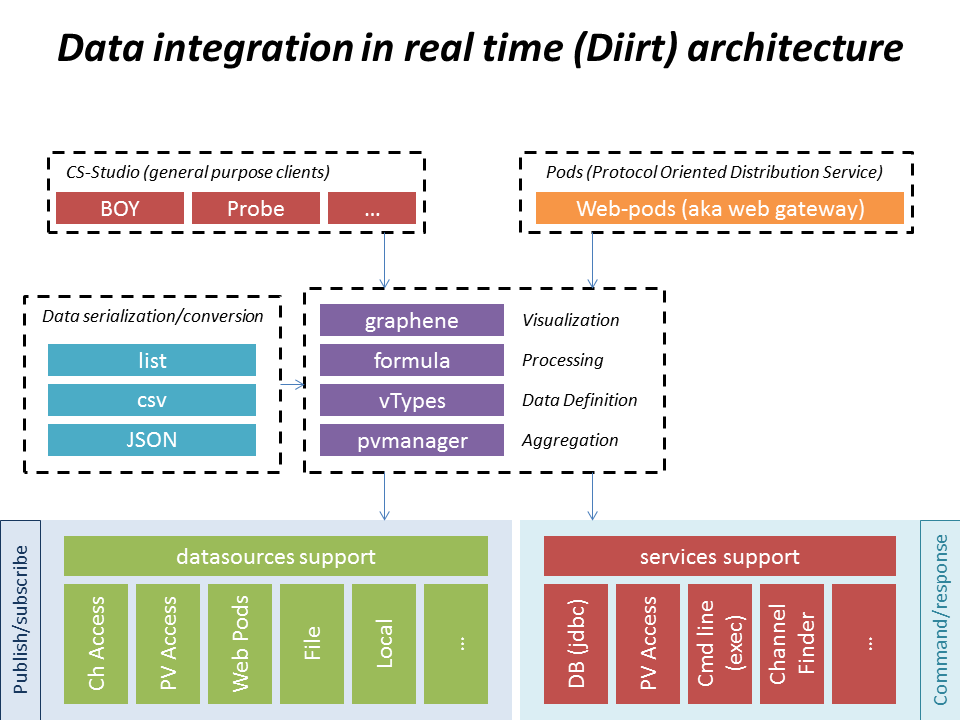 Data integration in real time (Diirt) architecture
CS-Studio (general purpose clients)
BOY
Probe
...
Pods (Protocol Oriented Distribution Service)
Web-pods (aka web gateway)
Data serialization/conversion
list
csv
JSON
graphene
Visualization
formula
Processing
vTypes
Data Definition
pvmanager
Aggregation
Publish/subscribe
datasources support
Ch Access
PV Access
Web Pods
File
Local
...
services support
DB (jdbc)
PV Access
Cmd line
(exec)
Channel
Finder
...
Command/response